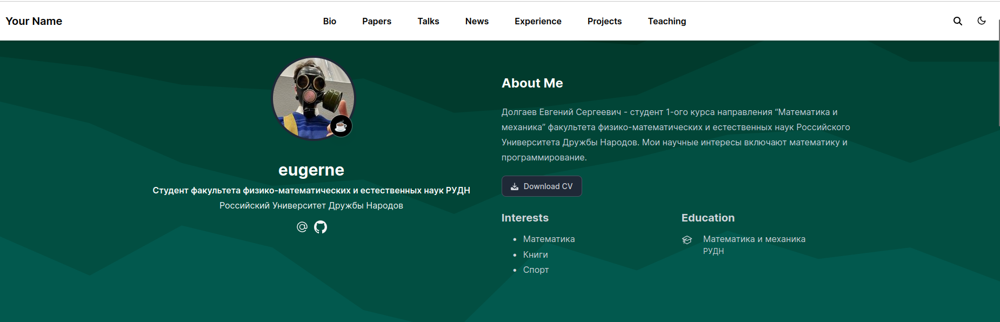 Your Name
Bio
Papers
Talks
News
Experience
Projects
Teaching
eugerne
Студент факультета физико-математических и естественных наук РУДН
Российский Университет Дружбы Народов
About Me
Долгаев Евгений Сергеевич - студент 1-ого курса направления “Математика и
механика” факультета физико-математических и естественных наук Российского
Университета Дружбы Народов. Мои научные интересы включают математику и
программирование.
Download CV
Interests
Математика
Книги
Спорт
Education
Математика и механика
РУДН